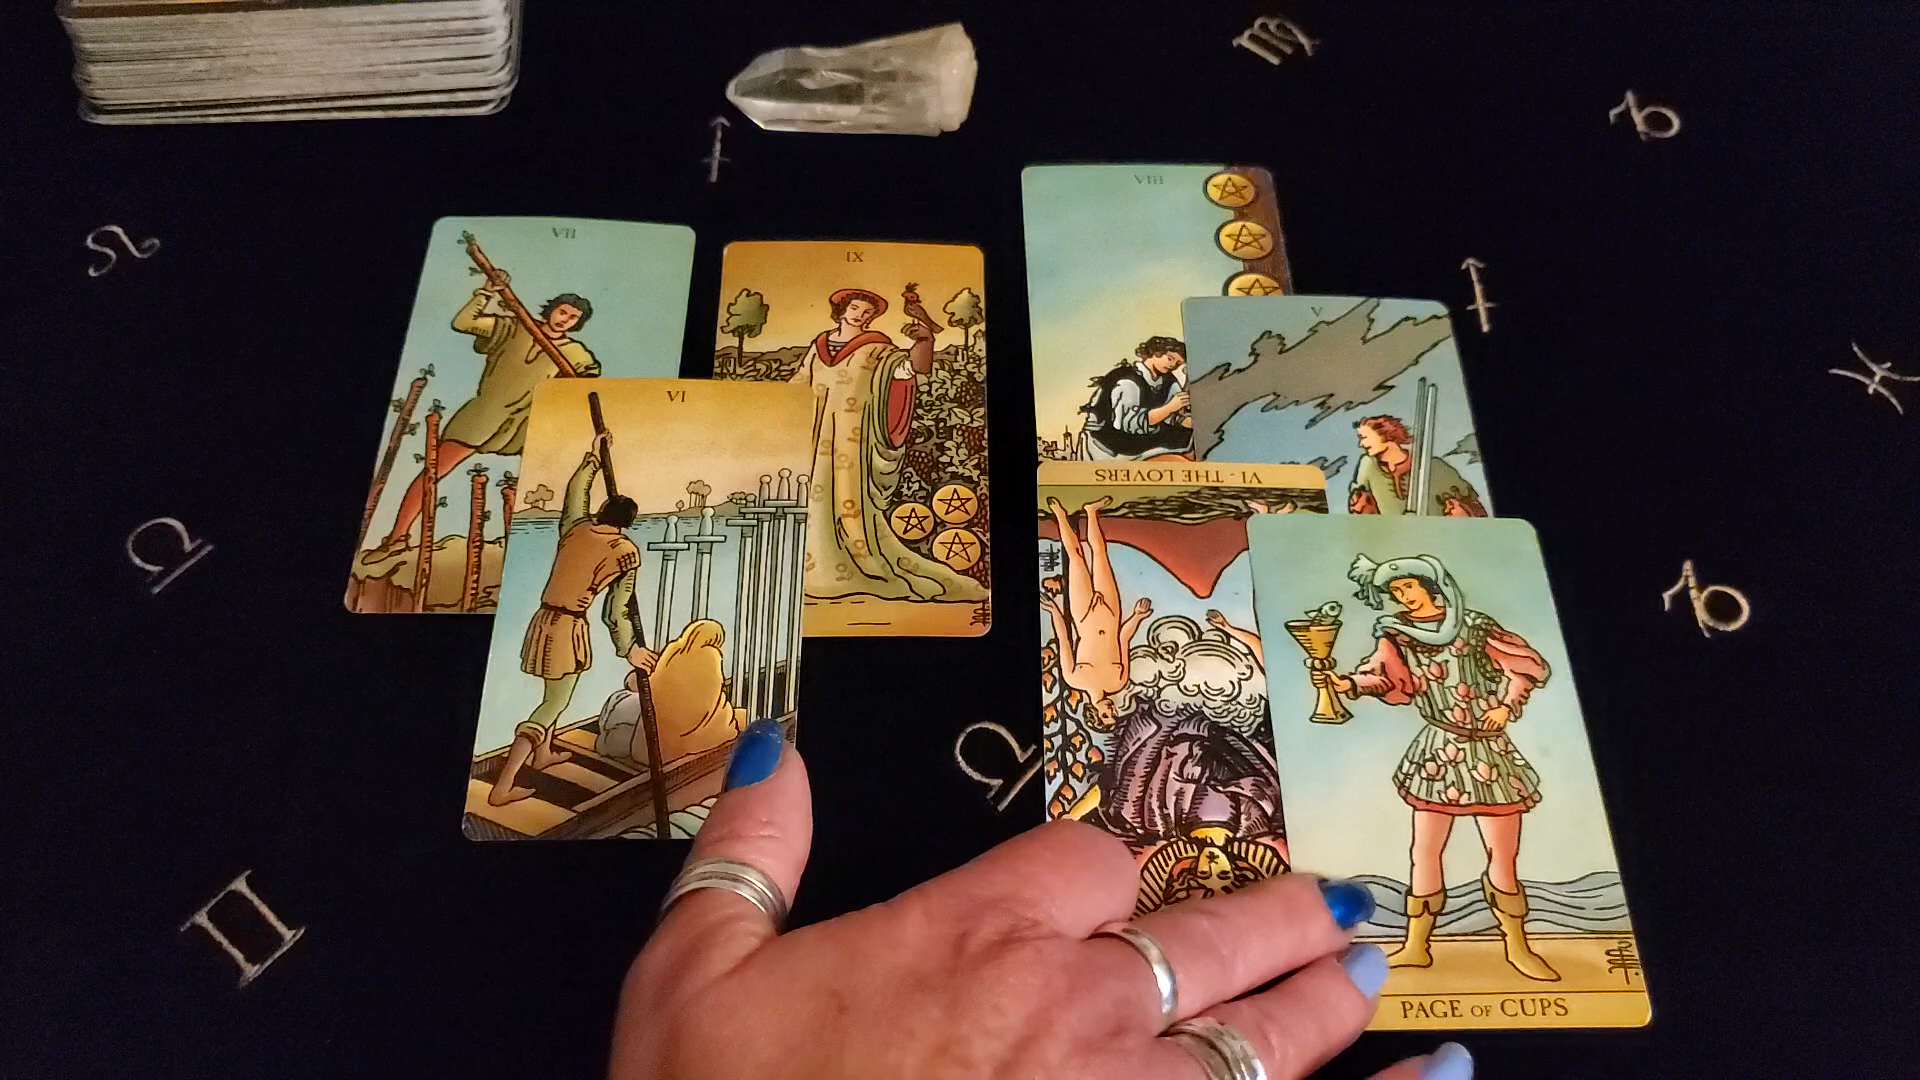 VIII
VII
IX
V
VI
VI - THE LOVERS
PAGE OF CUPS